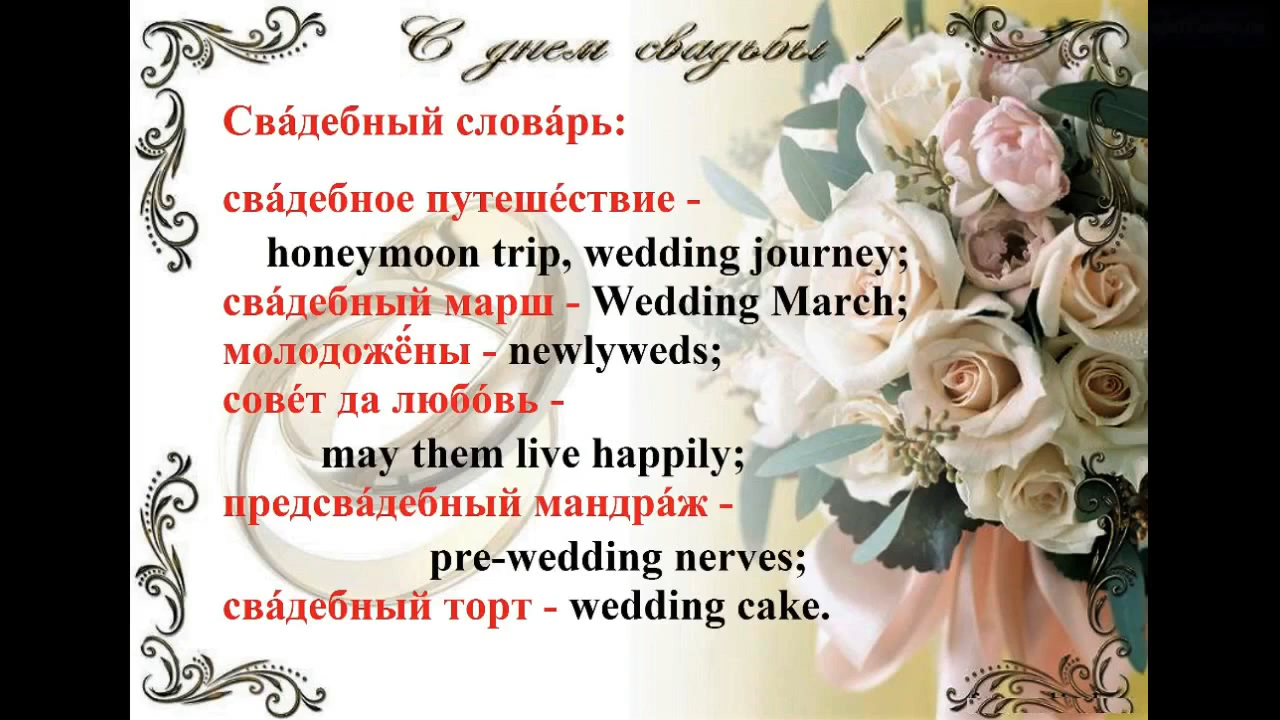 С днем свадьбы !
Сва́дебный слова́рь:
сва́дебное путеше́ствие -
honeymoon trip, wedding journey;
сва́дебный марш - Wedding March;
молодожё́ны - newlyweds;
сове́т да любо́вь -
may them live happily;
предсва́дебный мандра́ж -
pre-wedding nerves;
сва́дебный торт - wedding cake.